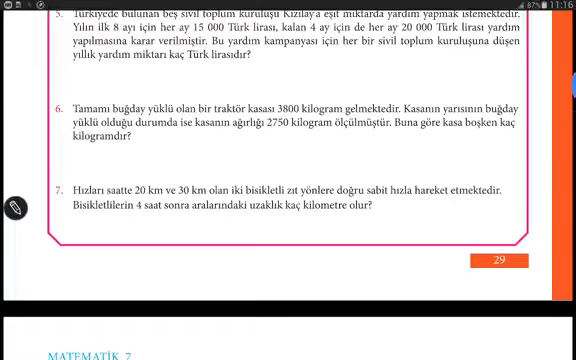 87% 11:16
5. Türkiyede bulunan beş sivil toplum kuruluşu Kızılay'a eşit miktarda yardım yapmak istemektedir.
Yılın ilk 8 ayı için her ay 15 000 Türk lirası, kalan 4 ay için de her ay 20 000 Türk lirası yardım
yapılmasına karar verilmiştir. Bu yardım kampanyası için her bir sivil toplum kuruluşuna düşen
yıllık yardım miktarı kaç Türk lirasıdır?
6. Tamamı buğday yüklü olan bir traktör kasası 3800 kilogram gelmektedir. Kasanın yarısının buğday
yüklü olduğu durumda ise kasanın ağırlığı 2750 kilogram ölçülmüştür. Buna göre kasa boşken kaç
kilogramdır?
7. Hızları saatte 20 km ve 30 km olan iki bisikletli zıt yönlere doğru sabit hızla hareket etmektedir.
Bisikletlilerin 4 saat sonra aralarındaki uzaklık kaç kilometre olur?
29
MATEMATİK 7